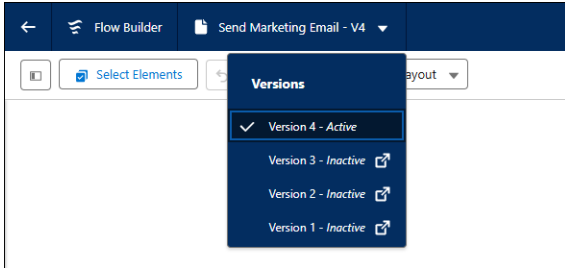 Flow Builder
Send Marketing Email - V4
Select Elements
ayout
Versions
Version 4 - Active
Version 3 - Inactive
Version 2 - Inactive
Version 1 - Inactive